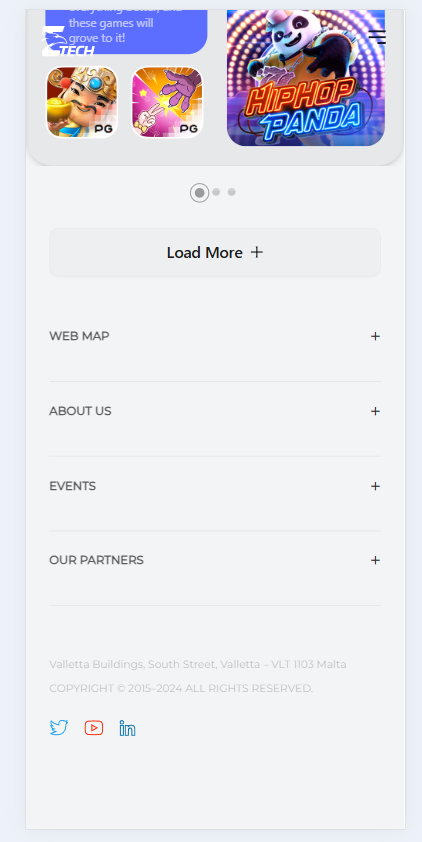 these games will
grove to it!
TECH
PG
PG
HIPHOP
PANDA
Load More +
WEB MAP +
ABOUT US +
EVENTS +
OUR PARTNERS +
Valletta Buildings, South Street, Valletta – VLT 1103 Malta
COPYRIGHT © 2015–2024 ALL RIGHTS RESERVED.
in